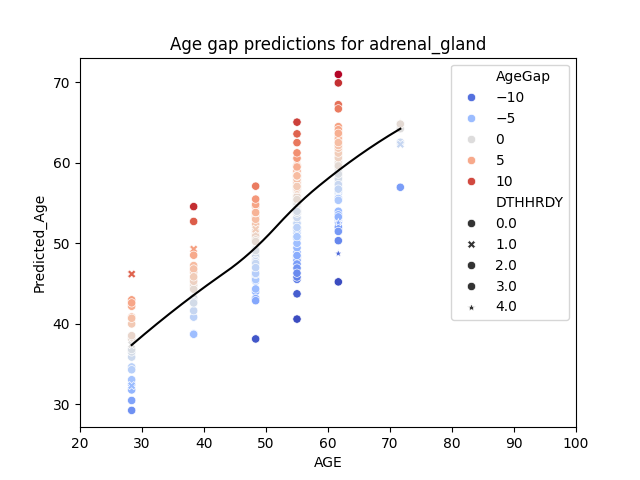 Age gap predictions for adrenal_gland
Predicted_Age
70
60
50
40
30
20 30 40 50 60 70 80 90 100
AGE
AgeGap
−10
−5
0
5
10
DTHHRDY
0.0
1.0
2.0
3.0
4.0